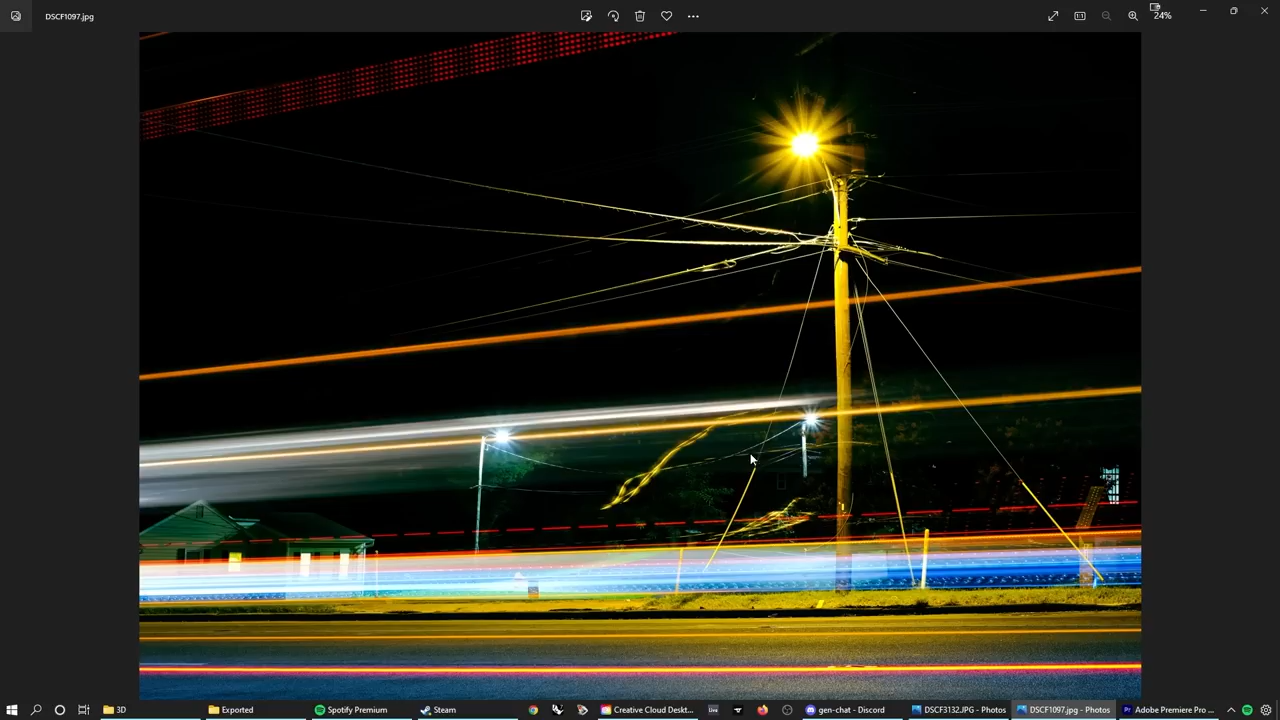 DSCF1097.jpg
24%
3D
Exported
Spotify Premium
Steam
Creative Cloud Deskt...
Live
gen-chat - Discord
DSCF3132.JPG - Photos
DSCF1097.jpg - Photos
Adobe Premiere Pro ...